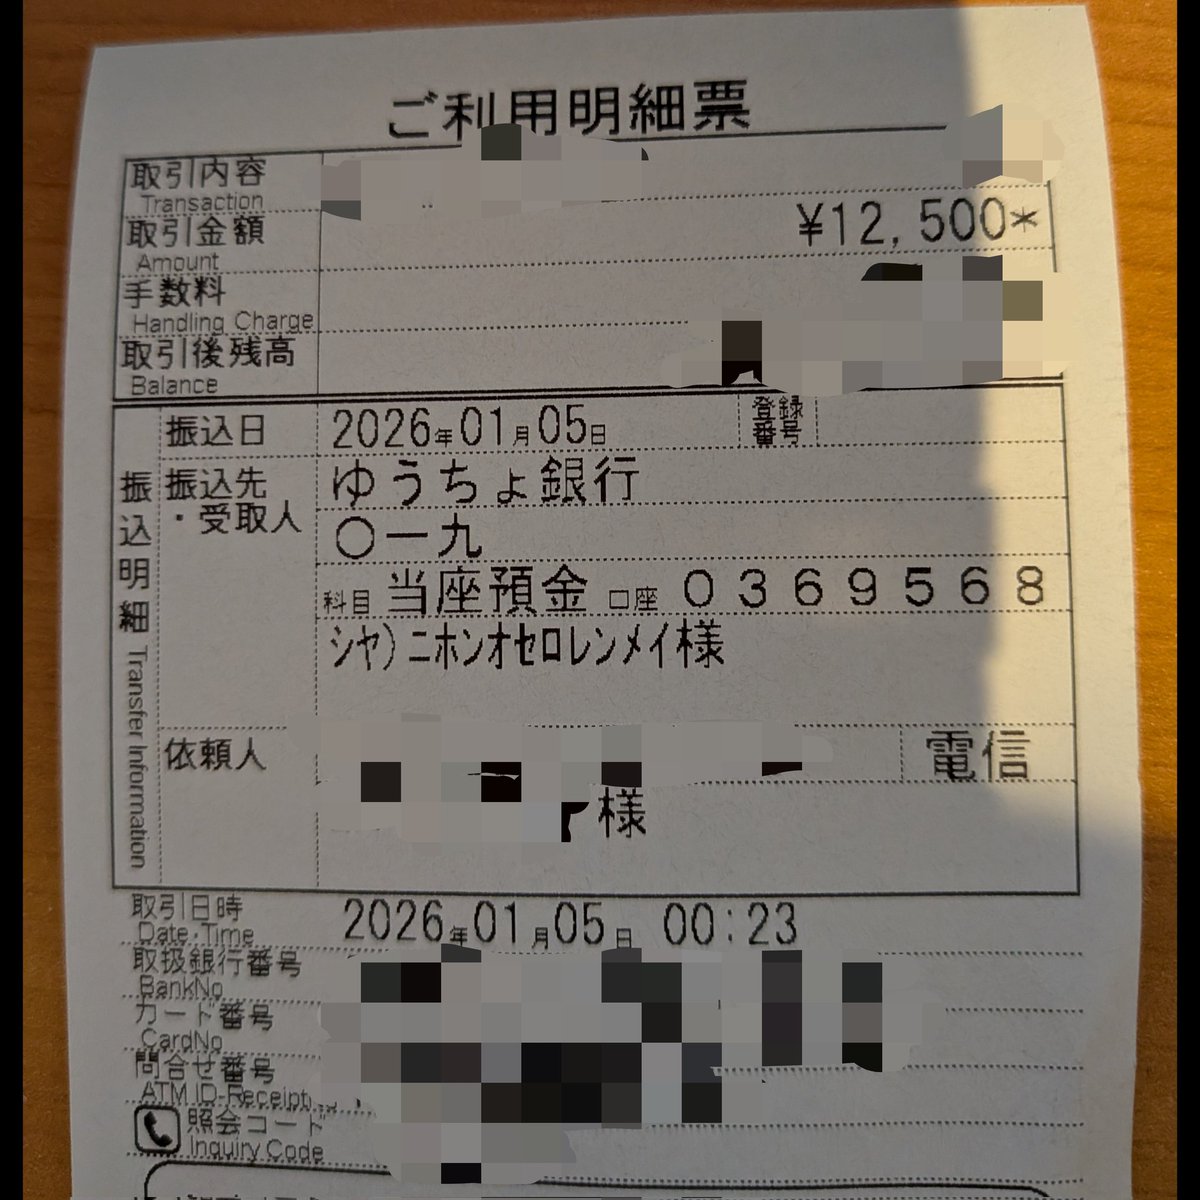 ご利用明細票
取引内容
Transaction
取引金額 ¥12,500*
Amount
手数料
Handling Charge
取引後残高
Balance
振込明細 Transfer Information
振込日 2026年01月05日 登録番号
振込先・受取人 ゆうちょ銀行
〇一九
科目 当座預金 口座 0369568
シヤ)ニホンオセロレンメイ様
依頼人 電信
様
取引日時 2026年01月05日 00:23
Date・Time
取扱銀行番号
BankNo
カード番号
CardNo
問合せ番号
ATM ID-Receipt
照会コード
Inquiry Code